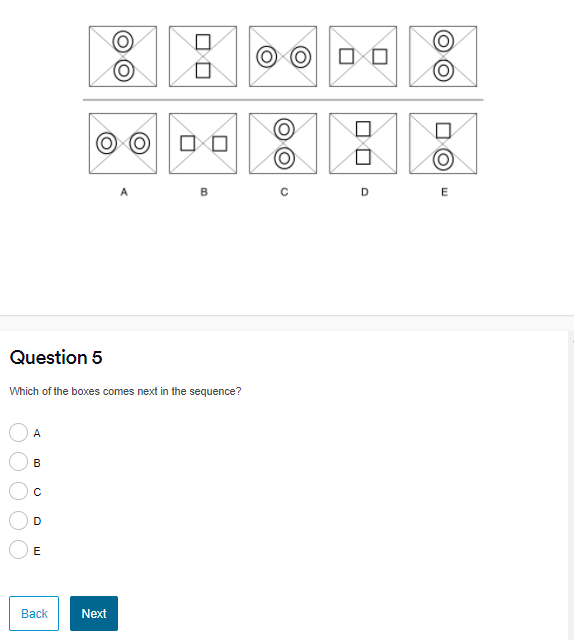 A B C D E
Question 5
Which of the boxes comes next in the sequence?
A
B
C
D
E
Back Next